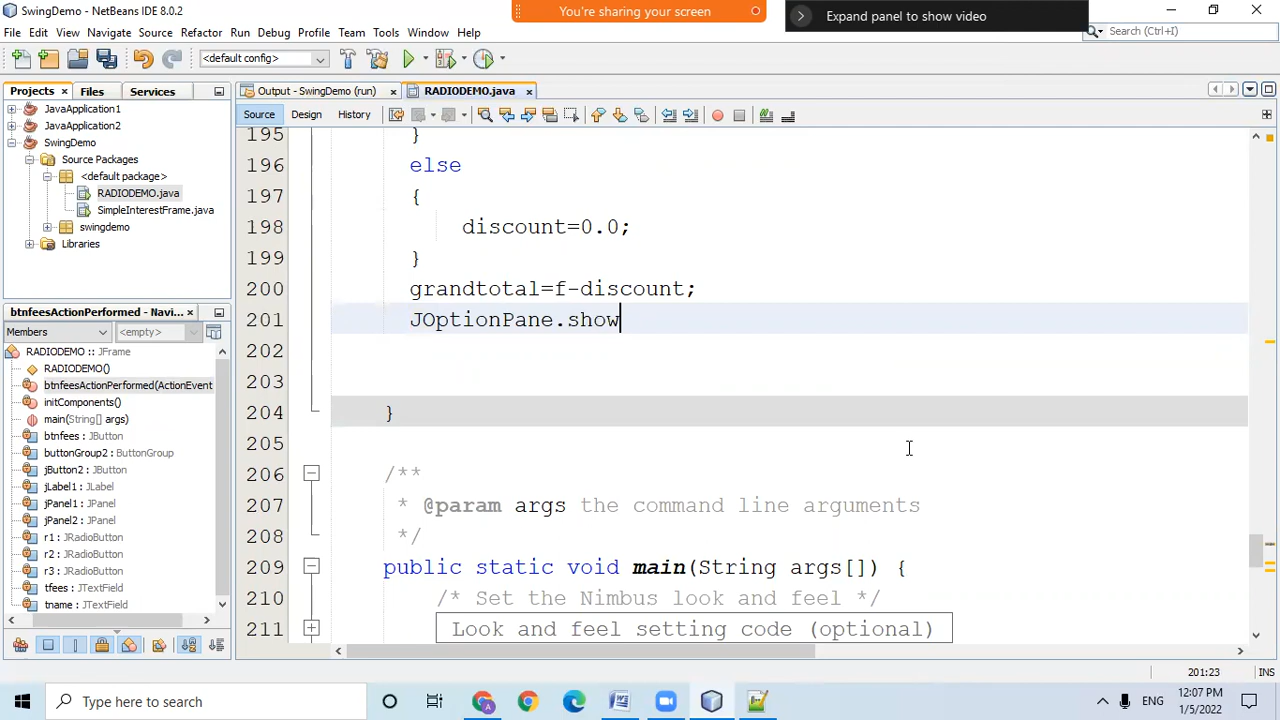 SwingDemo - NetBeans IDE 8.0.2
You're sharing your screen
Expand panel to show video
File Edit View Navigate Source Refactor Run Debug Profile Team Tools Window Help
Search (Ctrl+I)
<default config>
Projects Files Services
Output - SwingDemo (run) RADIODEMO.java
Source Design History
JavaApplication1
JavaApplication2
SwingDemo
Source Packages
<default package>
RADIODEMO.java
SimpleInterestFrame.java
swingdemo
Libraries
btnfeesActionPerformed - Navi...
Members <empty>
RADIODEMO :: JFrame
RADIODEMO()
btnfeesActionPerformed(ActionEvent
initComponents()
main(String[] args)
btnfees : JButton
buttonGroup2 : ButtonGroup
jButton2 : JButton
jLabel1 : JLabel
jPanel1 : JPanel
jPanel2 : JPanel
r1 : JRadioButton
r2 : JRadioButton
r3 : JRadioButton
tfees : JTextField
tname : JTextField
195 }
196 else
197 {
198 discount=0.0;
199 }
200 grandtotal=f-discount;
201 JOptionPane.show
202
203
204 }
205
206 /**
207 * @param args the command line arguments
208 */
209 public static void main(String args[]) {
210 /* Set the Nimbus look and feel */
211 Look and feel setting code (optional)
201:23 INS
Type here to search
ENG
12:07 PM
1/5/2022